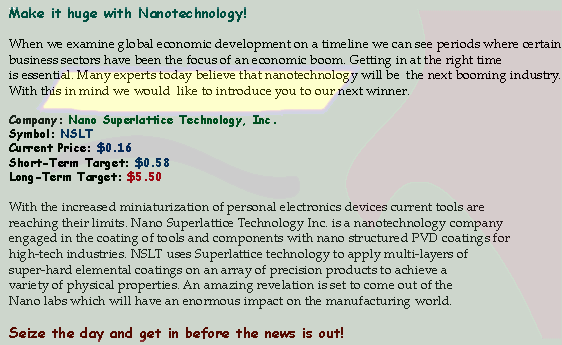 Make it huge with Nanotechnology!
When we examine global economic development on a timeline we can see periods where certain
business sectors have been the focus of an economic boom. Getting in at the right time
is essential. Many experts today believe that nanotechnology will be the next booming industry.
With this in mind we would like to introduce you to our next winner.
Company: Nano Superlattice Technology, Inc.
Symbol: NSLT
Current Price: $0.16
Short-Term Target: $0.58
Long-Term Target: $5.50
With the increased miniaturization of personal electronics devices current tools are
reaching their limits. Nano Superlattice Technology Inc. is a nanotechnology company
engaged in the coating of tools and components with nano structured PVD coatings for
high-tech industries. NSLT uses Superlattice technology to apply multi-layers of
super-hard elemental coatings on an array of precision products to achieve a
variety of physical properties. An amazing revelation is set to come out of the
Nano labs which will have an enormous impact on the manufacturing world.
Seize the day and get in before the news is out!